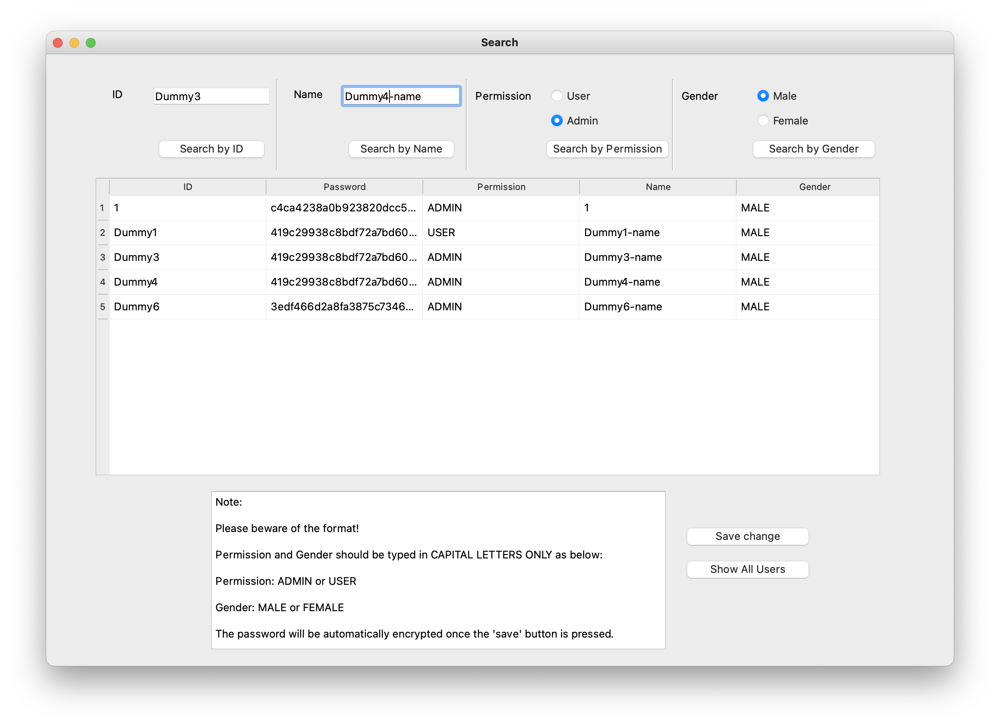 Search
ID Dummy3 Name Dummy4-name Permission User Gender Male
Admin Female
Search by ID Search by Name Search by Permission Search by Gender
ID Password Permission Name Gender
1 1 c4ca4238a0b923820dcc5... ADMIN 1 MALE
2 Dummy1 419c29938c8bdf72a7bd60... USER Dummy1-name MALE
3 Dummy3 419c29938c8bdf72a7bd60... ADMIN Dummy3-name MALE
4 Dummy4 419c29938c8bdf72a7bd60... ADMIN Dummy4-name MALE
5 Dummy6 3edf466d2a8fa3875c7346... ADMIN Dummy6-name MALE
Note:
Please beware of the format!
Permission and Gender should be typed in CAPITAL LETTERS ONLY as below:
Permission: ADMIN or USER
Gender: MALE or FEMALE
The password will be automatically encrypted once the 'save' button is pressed.
Save change
Show All Users